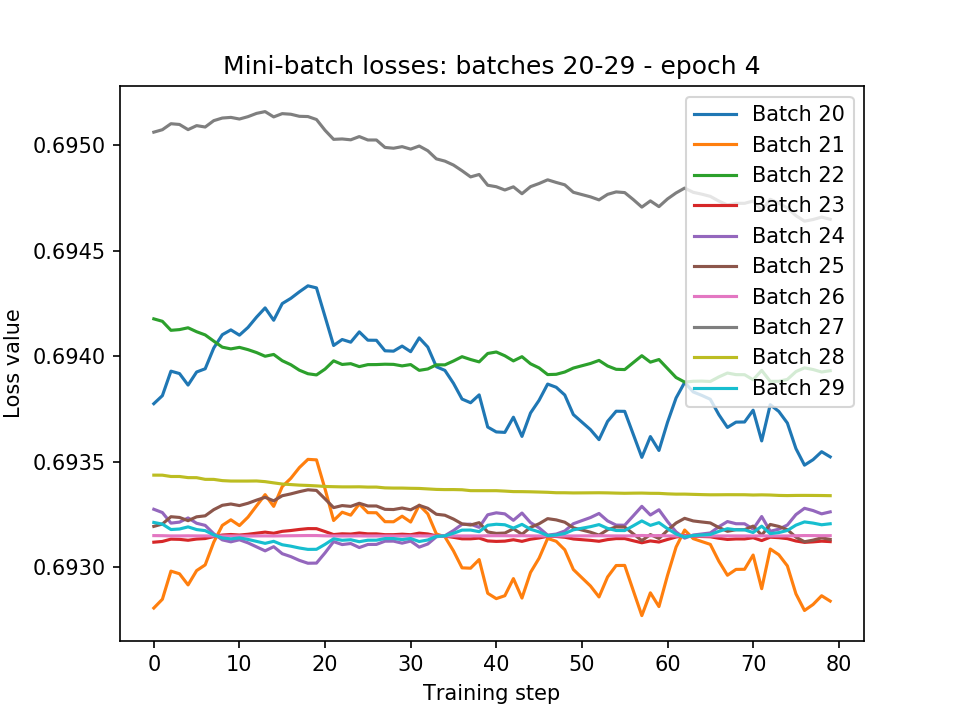 Mini-batch losses: batches 20-29 - epoch 4
Loss value
0.6950
0.6945
0.6940
0.6935
0.6930
Batch 20
Batch 21
Batch 22
Batch 23
Batch 24
Batch 25
Batch 26
Batch 27
Batch 28
Batch 29
0 10 20 30 40 50 60 70 80
Training step